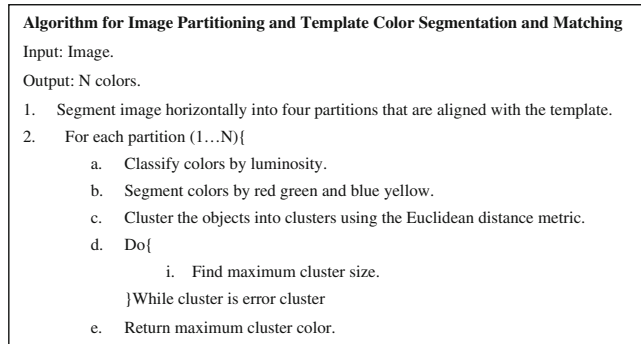 Algorithm for Image Partitioning and Template Color Segmentation and Matching
Input: Image.
Output: N colors.
1. Segment image horizontally into four partitions that are aligned with the template.
2. For each partition (1…N){
a. Classify colors by luminosity.
b. Segment colors by red green and blue yellow.
c. Cluster the objects into clusters using the Euclidean distance metric.
d. Do{
i. Find maximum cluster size.
}While cluster is error cluster
e. Return maximum cluster color.